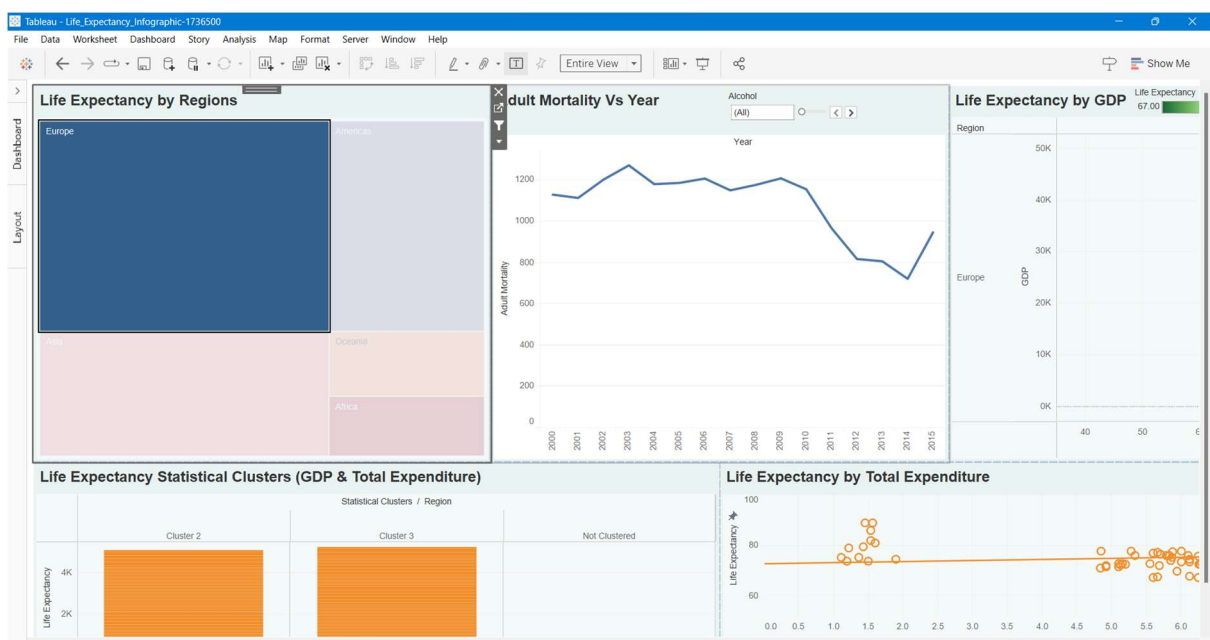 Tableau - Life_Expectancy_Infographic-1736500
File Data Worksheet Dashboard Story Analysis Map Format Server Window Help
Entire View
Show Me
Dashboard
Layout
Life Expectancy by Regions
Europe
Americas
Asia
Oceania
Africa
dult Mortality Vs Year
Alcohol
(All)
Year
Adult Mortality
1200
1000
800
600
400
200
0
2000 2001 2002 2003 2004 2005 2006 2007 2008 2009 2010 2011 2012 2013 2014 2015
Life Expectancy by GDP
Life Expectancy
67.00
Region
Europe
GDP
50K
40K
30K
20K
10K
0K
40 50 6
Life Expectancy Statistical Clusters (GDP & Total Expenditure)
Statistical Clusters / Region
Cluster 2 Cluster 3 Not Clustered
Life Expectancy
4K
2K
Life Expectancy by Total Expenditure
Life Expectancy
100
80
60
0.0 0.5 1.0 1.5 2.0 2.5 3.0 3.5 4.0 4.5 5.0 5.5 6.0